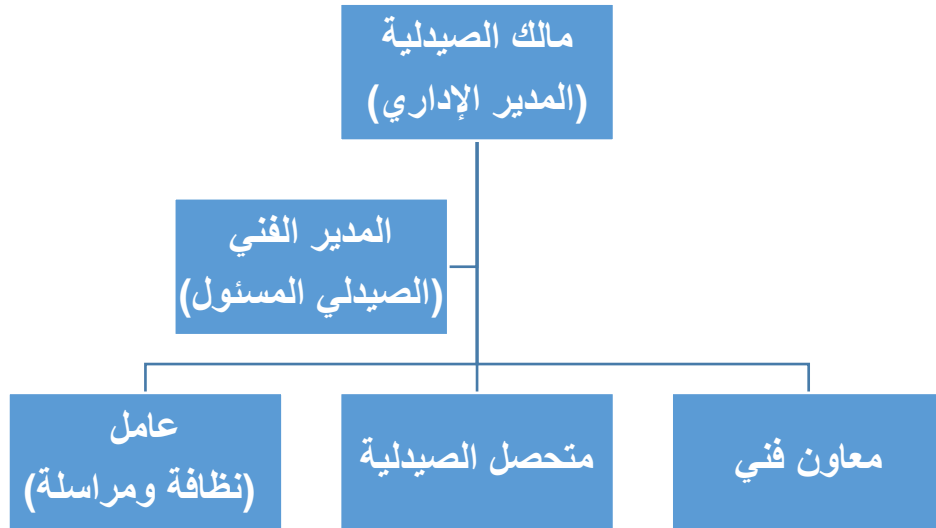 مالك الصيدلية
(المدير الإداري)
المدير الفني
(الصيدلي المسئول)
معاون فني
متحصل الصيدلية
عامل
(نظافة ومراسلة)